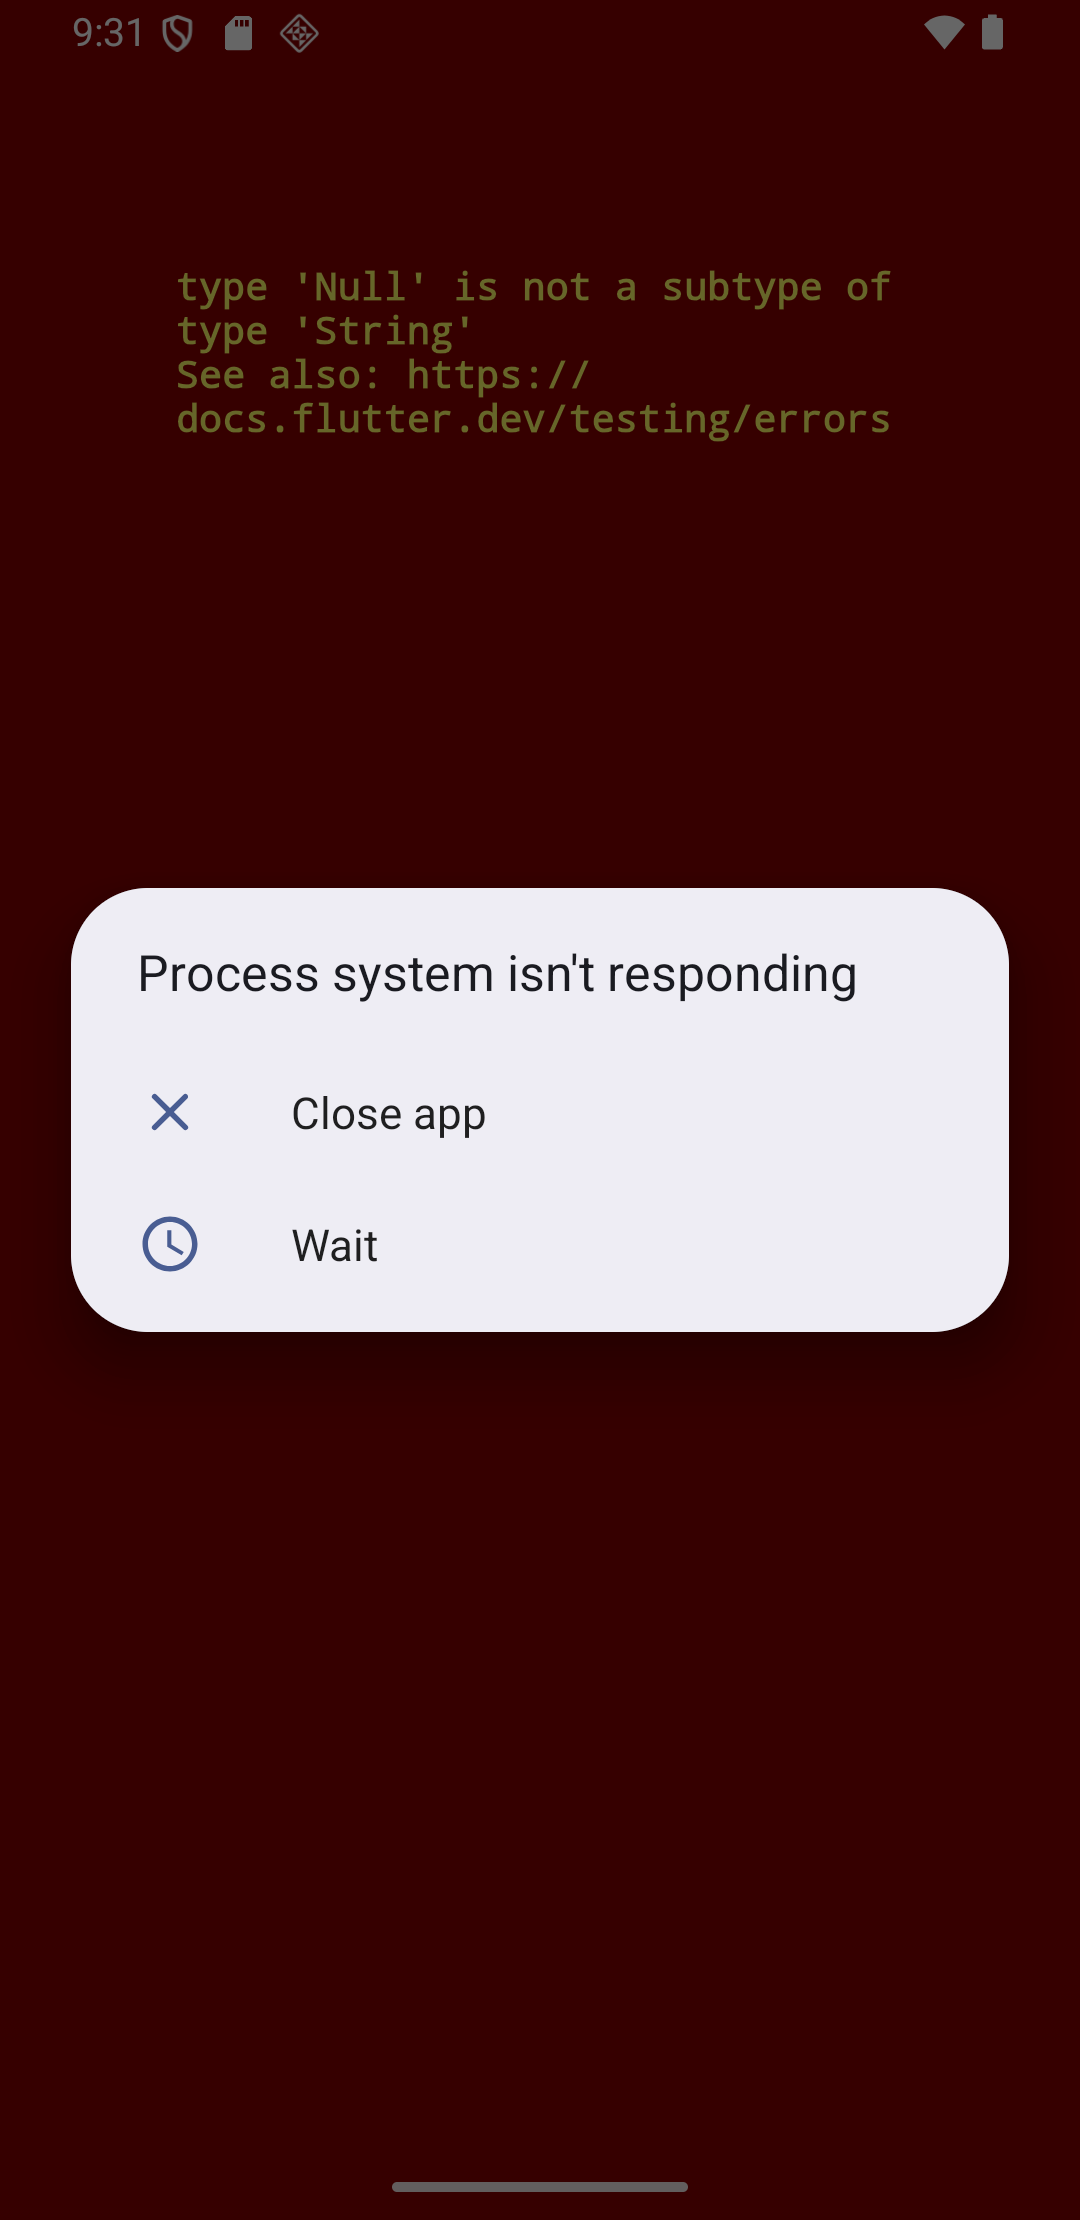 9:31
type 'Null' is not a subtype of
type 'String'
See also: https://
docs.flutter.dev/testing/errors
Process system isn't responding
Close app
Wait